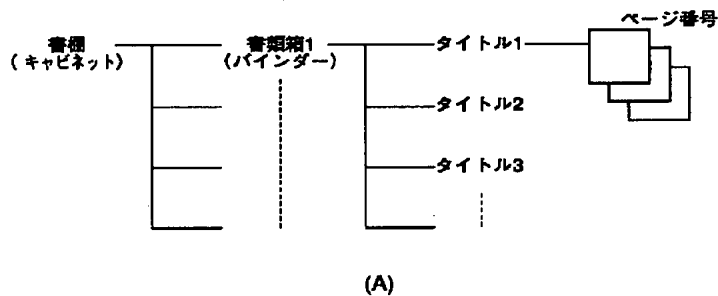 ページ番号
書棚
(キャビネット)
書類箱1
(バインダー)
タイトル1
タイトル2
タイトル3
(A)